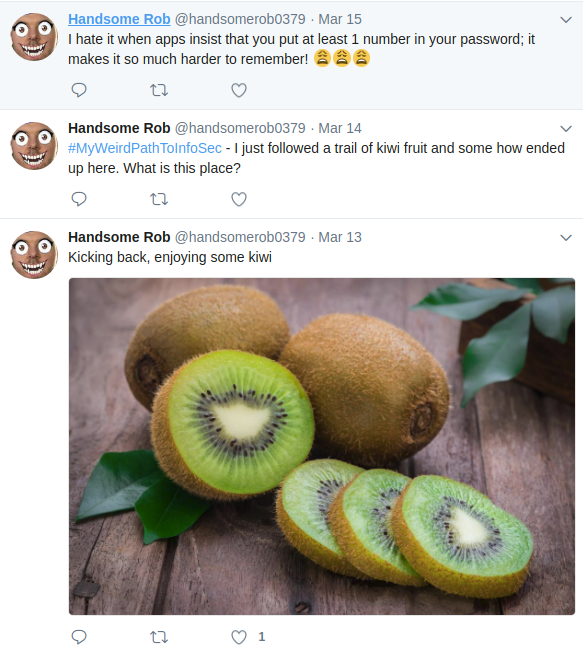 Handsome Rob @handsomerob0379 · Mar 15
I hate it when apps insist that you put at least 1 number in your password; it
makes it so much harder to remember! 😩😩😩
Handsome Rob @handsomerob0379 · Mar 14
#MyWeirdPathToInfoSec - I just followed a trail of kiwi fruit and some how ended
up here. What is this place?
Handsome Rob @handsomerob0379 · Mar 13
Kicking back, enjoying some kiwi
1